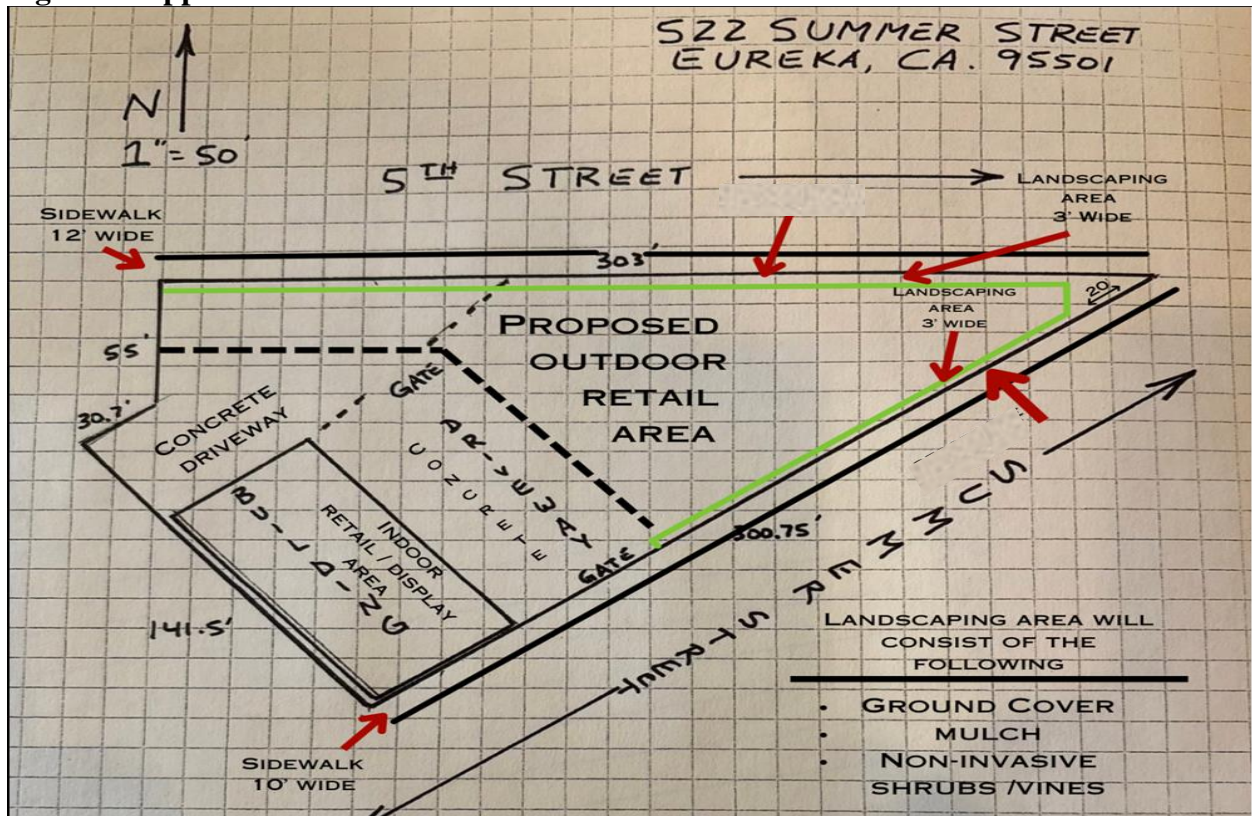 522 SUMMER STREET
EUREKA, CA. 95501
N
1"= 50'
5TH STREET
LANDSCAPING
AREA
3' WIDE
SIDEWALK
12' WIDE
303'
20'
LANDSCAPING
AREA
3' WIDE
PROPOSED
OUTDOOR
RETAIL
AREA
55'
GATE
30.7'
CONCRETE
DRIVEWAY
DRIVEWAY
CONCRETE
BUILDING
INDOOR
RETAIL / DISPLAY
AREA
GATE
300.75'
SUMMER
STREET
141.5'
SIDEWALK
10' WIDE
LANDSCAPING AREA WILL
CONSIST OF THE
FOLLOWING
· GROUND COVER
· MULCH
· NON-INVASIVE
SHRUBS /VINES